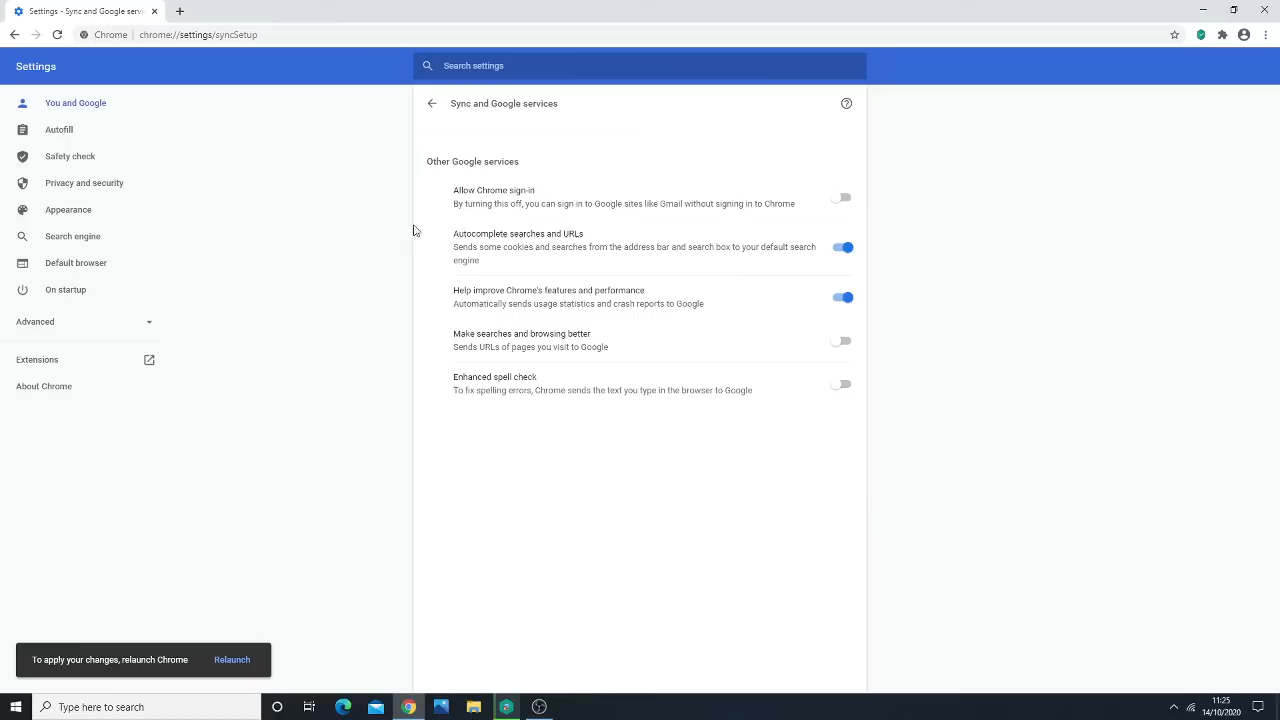 Settings - Sync and Google servi
Chrome | chrome://settings/syncSetup
Settings
Search settings
You and Google
Autofill
Safety check
Privacy and security
Appearance
Search engine
Default browser
On startup
Advanced
Extensions
About Chrome
Sync and Google services
Other Google services
Allow Chrome sign-in
By turning this off, you can sign in to Google sites like Gmail without signing in to Chrome
Autocomplete searches and URLs
Sends some cookies and searches from the address bar and search box to your default search
engine
Help improve Chrome's features and performance
Automatically sends usage statistics and crash reports to Google
Make searches and browsing better
Sends URLs of pages you visit to Google
Enhanced spell check
To fix spelling errors, Chrome sends the text you type in the browser to Google
To apply your changes, relaunch Chrome Relaunch
Type here to search
11:25
14/10/2020